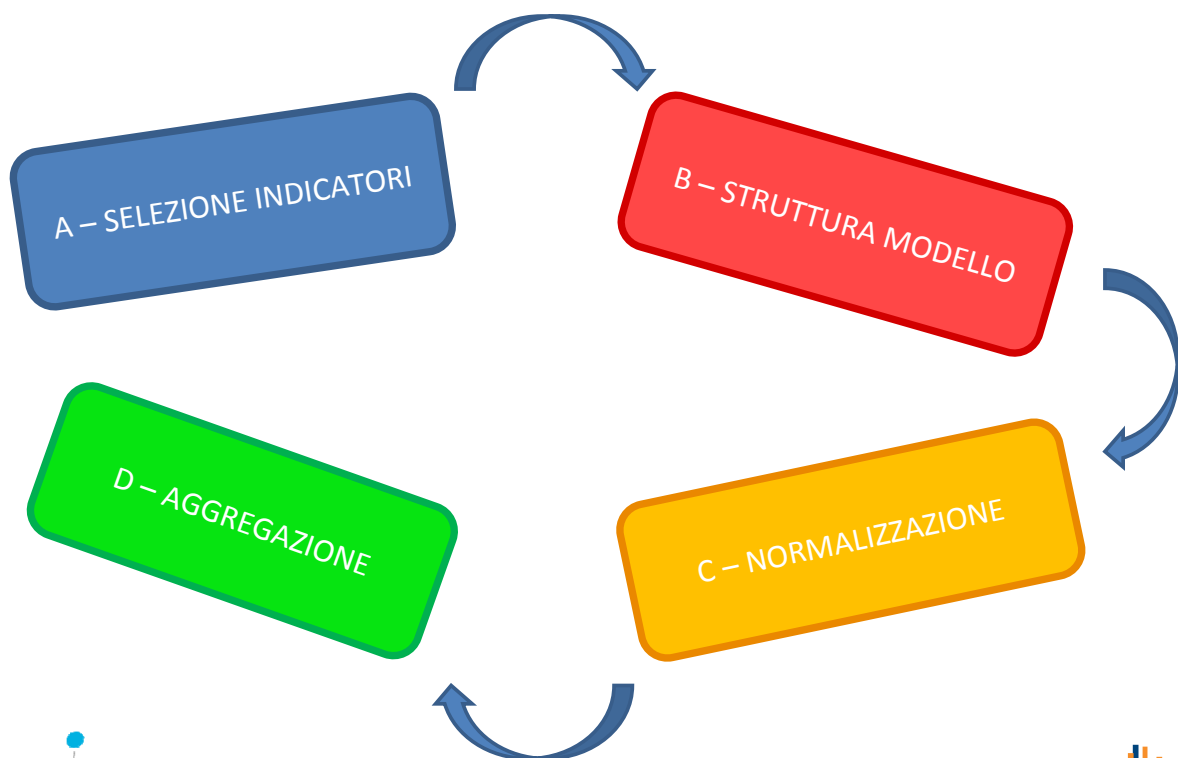 A – SELEZIONE INDICATORI
B – STRUTTURA MODELLO
C – NORMALIZZAZIONE
D – AGGREGAZIONE